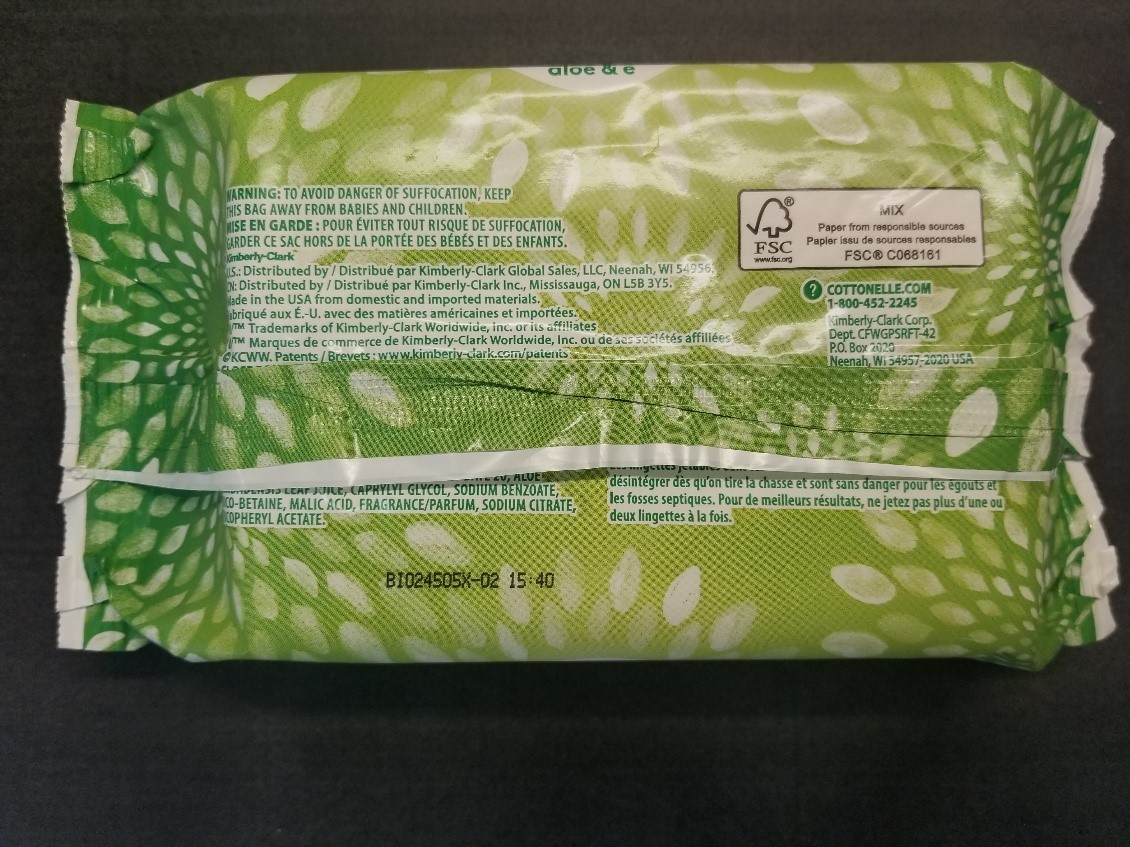 aloe & e
WARNING: TO AVOID DANGER OF SUFFOCATION, KEEP
THIS BAG AWAY FROM BABIES AND CHILDREN.
MISE EN GARDE : POUR ÉVITER TOUT RISQUE DE SUFFOCATION,
GARDER CE SAC HORS DE LA PORTÉE DES BÉBÉS ET DES ENFANTS.
Kimberly-Clark
.S.: Distributed by / Distribué par Kimberly-Clark Global Sales, LLC, Neenah, WI 54956.
N: Distributed by / Distribué par Kimberly-Clark Inc., Mississauga, ON L5B 3Y5.
Made in the USA from domestic and imported materials.
abriqué aux É.-U. avec des matières américaines et importées.
/™ Trademarks of Kimberly-Clark Worldwide, Inc. or its affiliates
/™ Marques de commerce de Kimberly-Clark Worldwide, Inc. ou de ses sociétés affiliées
©KCWW. Patents / Brevets : www.kimberly-clark.com/patents
FSC®
www.fsc.org
MIX
Paper from responsible sources
Papier issu de sources responsables
FSC® C068161
? COTTONELLE.COM
1-800-452-2245
Kimberly-Clark Corp.
Dept. CFWGPSRFT-42
P.O. Box 2020
Neenah, WI 54957-2020 USA
20, ALOE
LEAF JUICE, CAPRYLYL GLYCOL, SODIUM BENZOATE,
CO-BETAINE, MALIC ACID, FRAGRANCE/PARFUM, SODIUM CITRATE,
COPHERYL ACETATE.
lingettes
désintégrer dès qu'on tire la chasse et sont sans danger pour les égouts et
les fosses septiques. Pour de meilleurs résultats, ne jetez pas plus d'une ou
deux lingettes à la fois.
BI024505X-02 15:40